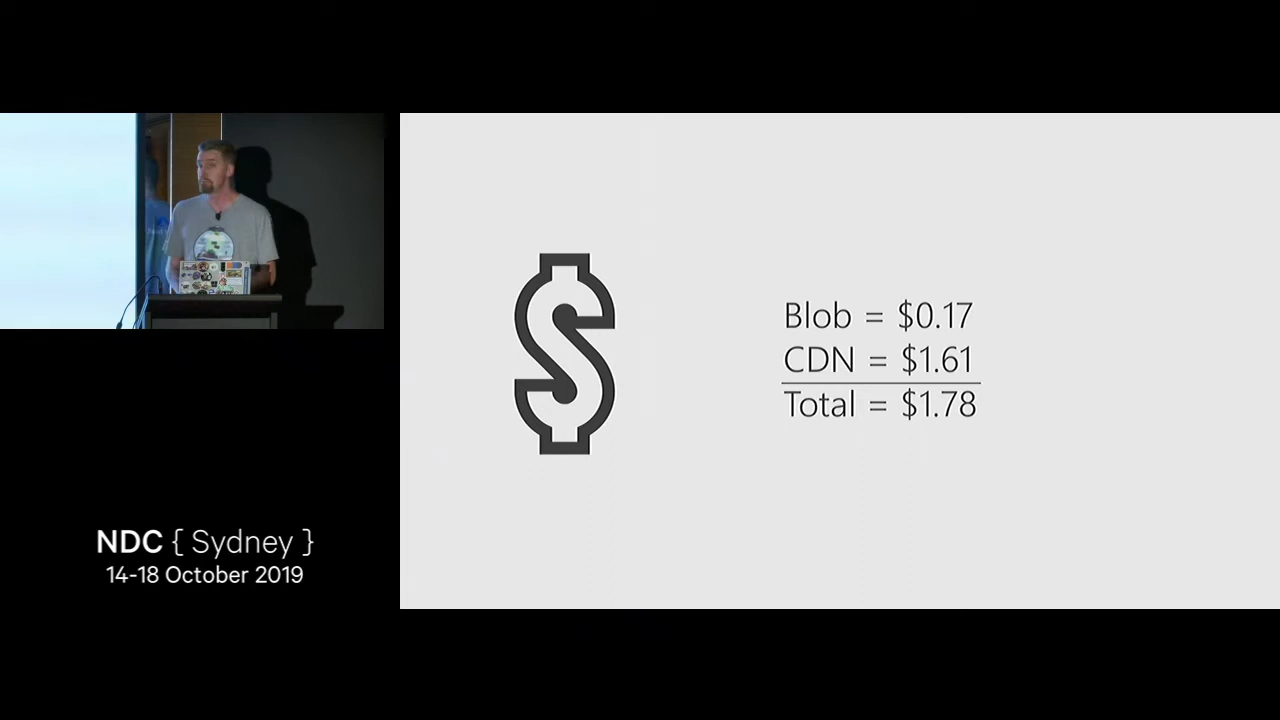 Blob = $0.17
CDN = $1.61
Total = $1.78
NDC { Sydney }
14-18 October 2019